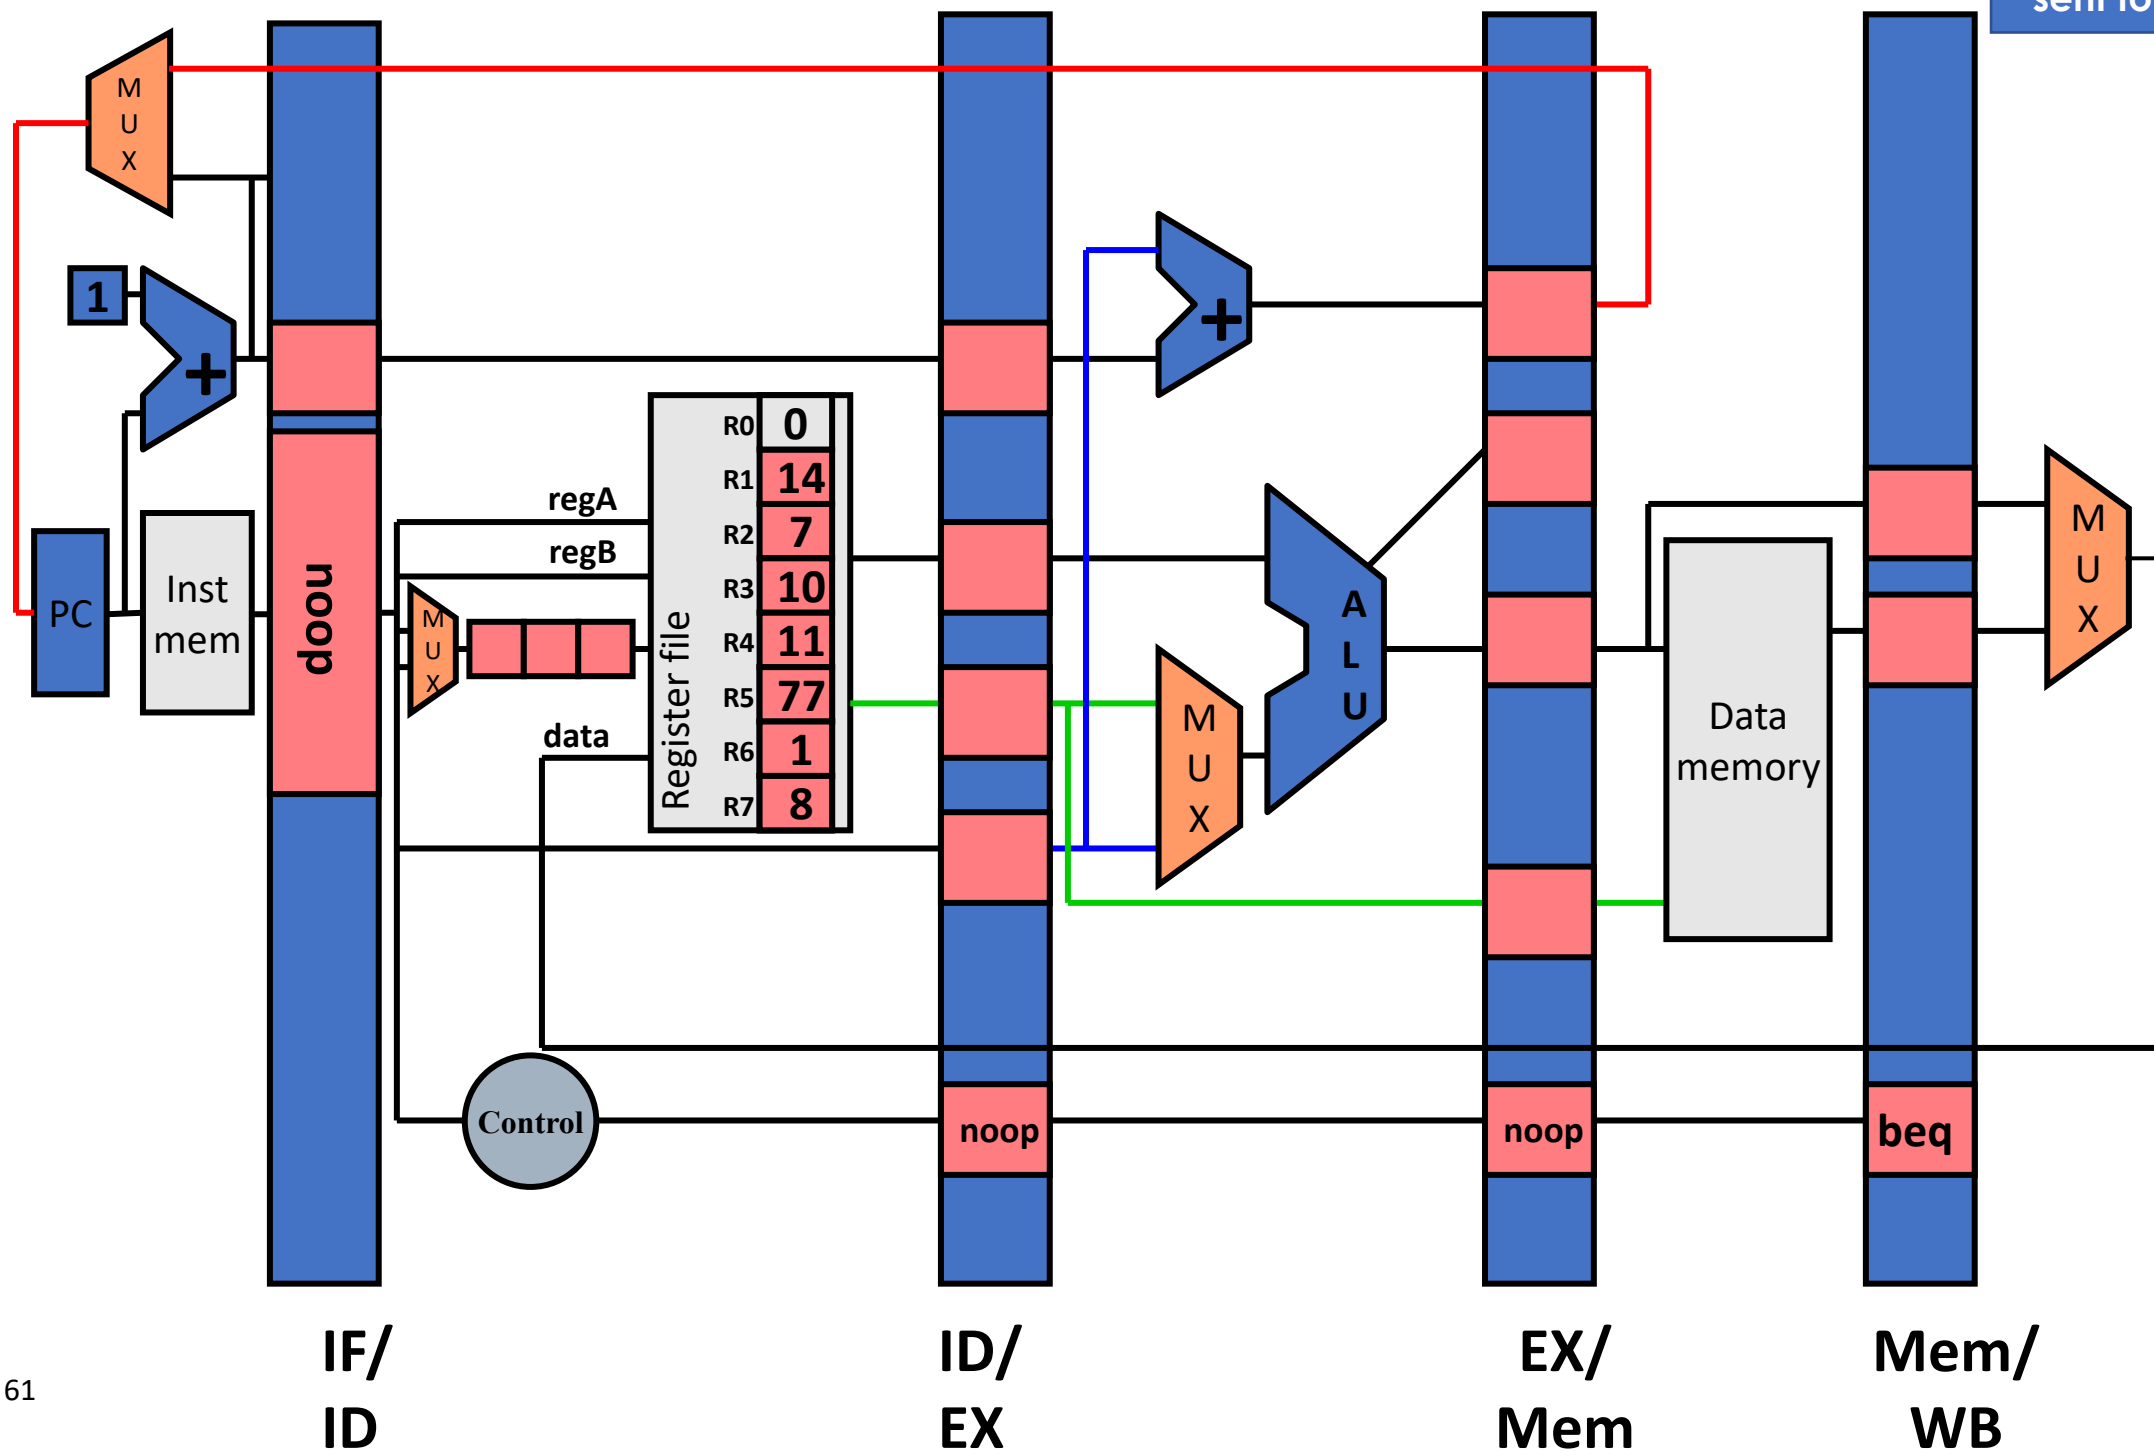 sent to
M
U
X
1
+
+
R0 0
R1 14
R2 7
R3 10
R4 11
R5 77
R6 1
R7 8
Register file
regA
regB
data
PC
Inst
mem
noop
M
U
X
M
U
X
A
L
U
Data
memory
M
U
X
Control
noop
noop
beq
IF/
ID
ID/
EX
EX/
Mem
Mem/
WB
61